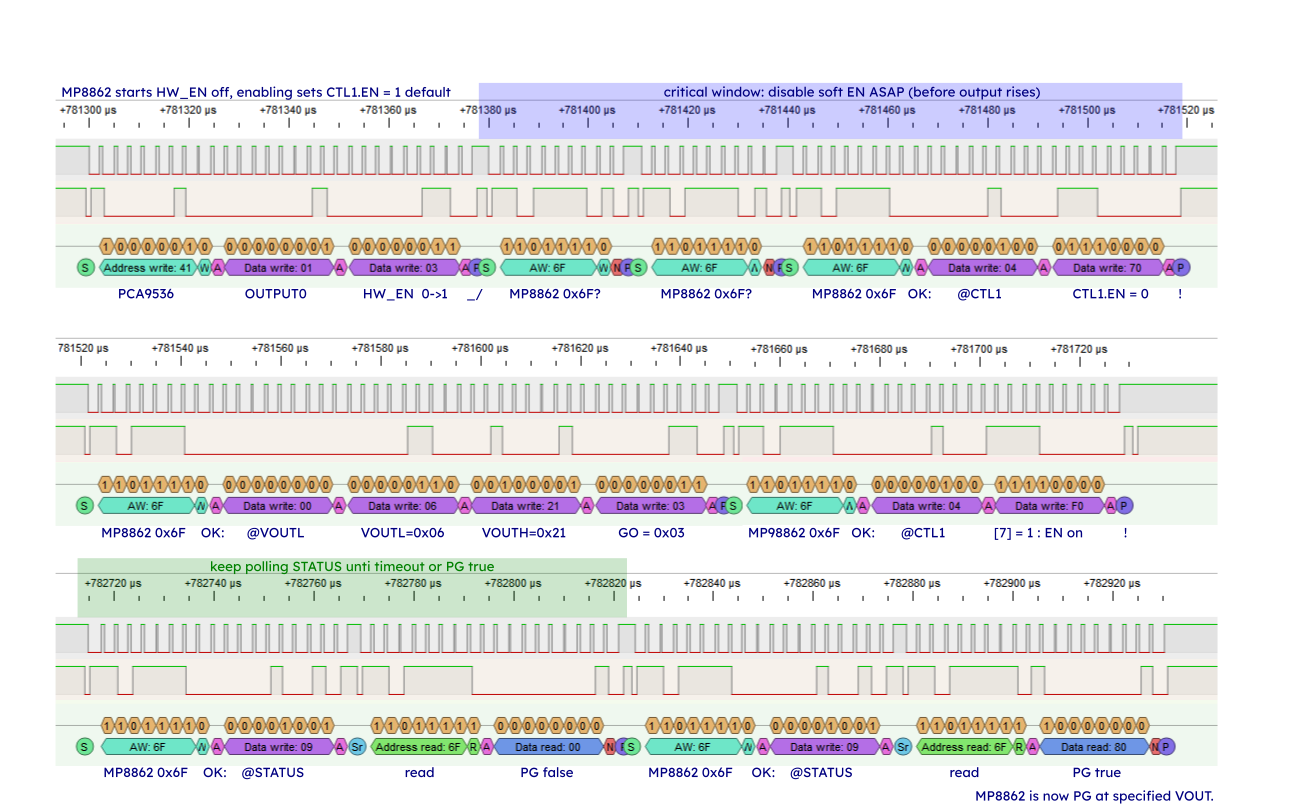 MP8862 starts HW_EN off, enabling sets CTL1.EN = 1 default
critical window: disable soft EN ASAP (before output rises)
+781300 µs +781320 µs +781340 µs +781360 µs +781380 µs +781400 µs +781420 µs +781440 µs +781460 µs +781480 µs +781500 µs +781520 µs
1 0 0 0 0 0 1 0 0 0 0 0 0 0 0 1 0 0 0 0 0 0 1 1 1 1 0 1 1 1 1 0 1 1 0 1 1 1 1 0 1 1 0 1 1 1 1 0 0 0 0 0 0 1 0 0 0 1 1 1 0 0 0 0
S Address write: 41 W A Data write: 01 A Data write: 03 A P S AW: 6F W N P S AW: 6F W N P S AW: 6F W A Data write: 04 A Data write: 70 A P
PCA9536 OUTPUT0 HW_EN 0->1 _/ MP8862 0x6F? MP8862 0x6F? MP8862 0x6F OK: @CTL1 CTL1.EN = 0 !
781520 µs +781540 µs +781560 µs +781580 µs +781600 µs +781620 µs +781640 µs +781660 µs +781680 µs +781700 µs +781720 µs
1 1 0 1 1 1 1 0 0 0 0 0 0 0 0 0 0 0 0 0 0 1 1 0 0 0 1 0 0 0 0 1 0 0 0 0 0 0 1 1 1 1 0 1 1 1 1 0 0 0 0 0 0 1 0 0 1 1 1 1 0 0 0 0
S AW: 6F W A Data write: 00 A Data write: 06 A Data write: 21 A Data write: 03 A P S AW: 6F W A Data write: 04 A Data write: F0 A P
MP8862 0x6F OK: @VOUTL VOUTL=0x06 VOUTH=0x21 GO = 0x03 MP98862 0x6F OK: @CTL1 [7] = 1 : EN on !
keep polling STATUS unti timeout or PG true
+782720 µs +782740 µs +782760 µs +782780 µs +782800 µs +782820 µs +782840 µs +782860 µs +782880 µs +782900 µs +782920 µs
1 1 0 1 1 1 1 0 0 0 0 0 1 0 0 1 1 1 0 1 1 1 1 1 0 0 0 0 0 0 0 0 1 1 0 1 1 1 1 0 0 0 0 0 1 0 0 1 1 1 0 1 1 1 1 1 1 0 0 0 0 0 0 0
S AW: 6F W A Data write: 09 A Sr Address read: 6F R A Data read: 00 N P S AW: 6F W A Data write: 09 A Sr Address read: 6F R A Data read: 80 N P
MP8862 0x6F OK: @STATUS read PG false MP8862 0x6F OK: @STATUS read PG true
MP8862 is now PG at specified VOUT.